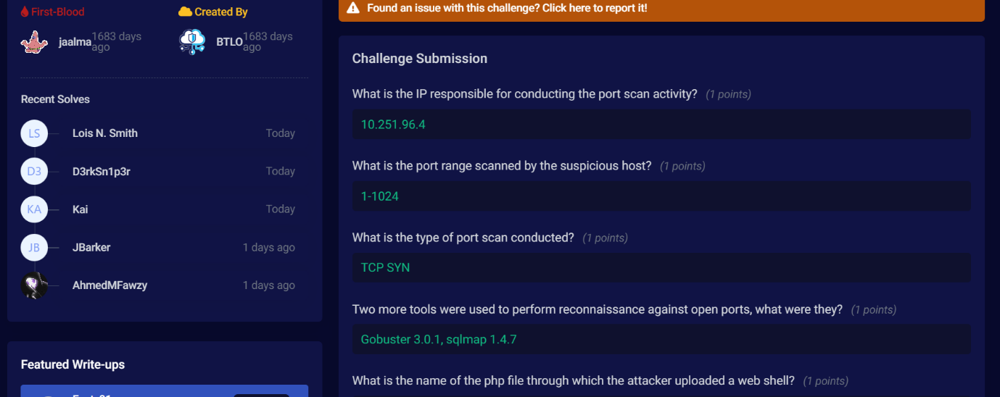 First-Blood
Created By
jaalma
1683 days
ago
BTLO
1683 days
ago
Recent Solves
LS
Lois N. Smith
Today
D3
D3rkSn1p3r
Today
KA
Kai
Today
JB
JBarker
1 days ago
AhmedMFawzy
1 days ago
Featured Write-ups
Found an issue with this challenge? Click here to report it!
Challenge Submission
What is the IP responsible for conducting the port scan activity? (1 points)
10.251.96.4
What is the port range scanned by the suspicious host? (1 points)
1-1024
What is the type of port scan conducted? (1 points)
TCP SYN
Two more tools were used to perform reconnaissance against open ports, what were they? (1 points)
Gobuster 3.0.1, sqlmap 1.4.7
What is the name of the php file through which the attacker uploaded a web shell? (1 points)